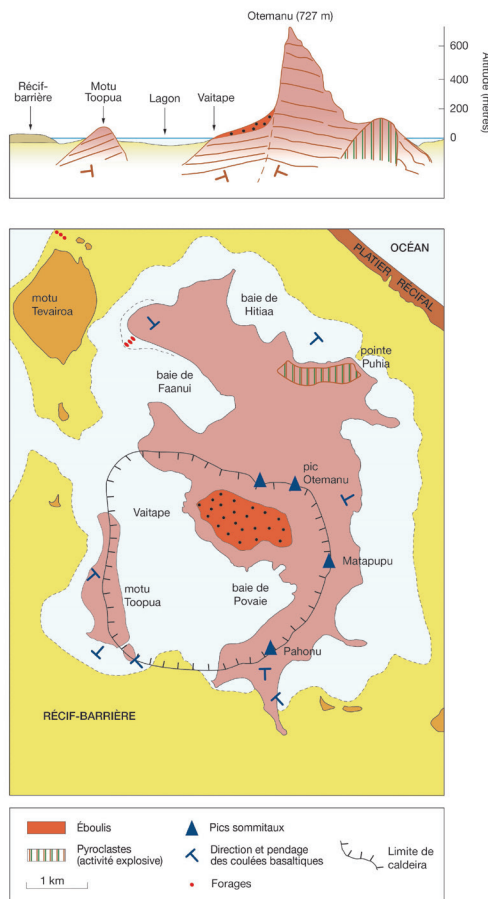 Otemanu (727 m)
Récif-
barrière
Motu
Toopua
Lagon
Vaitape
600
400
200
0
Altitude (mètres)
OCÉAN
PLATIER RÉCIFAL
motu
Tevairoa
baie de
Hitiaa
pointe
Puhia
baie de
Faanui
pic
Otemanu
Vaitape
Matapupu
motu
Toopua
baie de
Povaie
Pahonu
RÉCIF-BARRIÈRE
Éboulis
Pics sommitaux
Pyroclastes
(activité explosive)
Direction et pendage
des coulées basaltiques
Limite de
caldeira
1 km
Forages